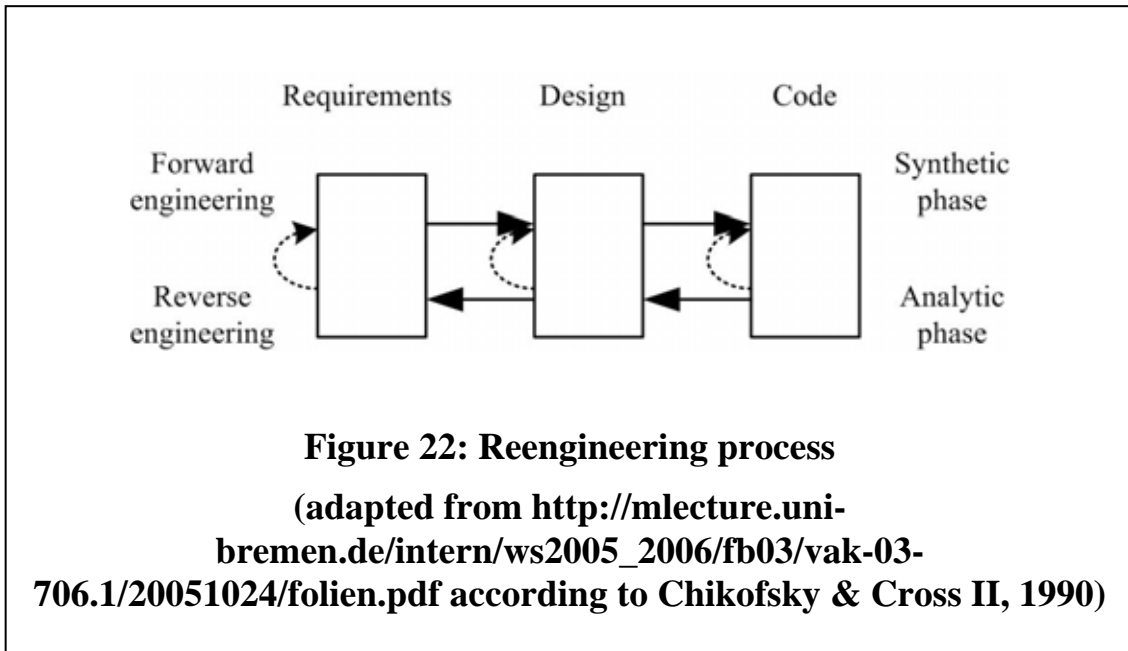 Requirements Design Code
Forward
engineering
Synthetic
phase
Reverse
engineering
Analytic
phase
Figure 22: Reengineering process
(adapted from http://mlecture.uni-
bremen.de/intern/ws2005_2006/fb03/vak-03-
706.1/20051024/folien.pdf according to Chikofsky & Cross II, 1990)